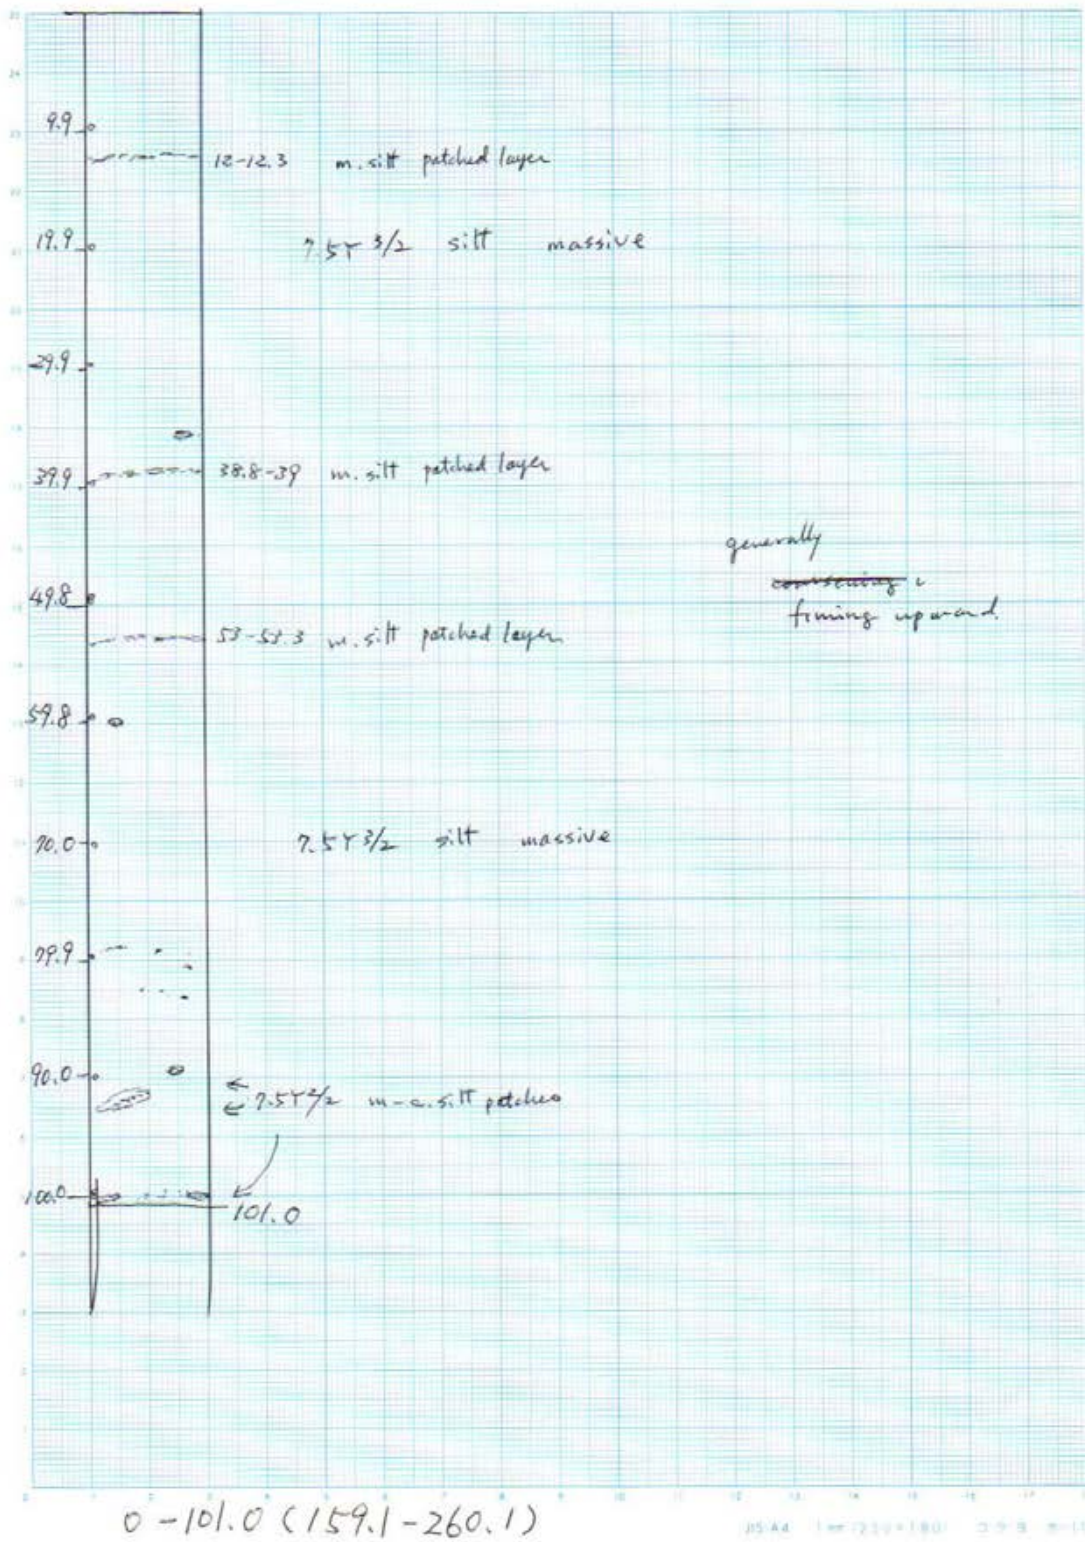 9.9
12-12.3 m. silt patched layer
19.9 7.5Y 3/2 silt massive
29.9
38.8-39 m. silt patched layer
39.9
generally
coarsening
49.8
fining upward
53-53.3 m. silt patched layer
59.8
70.0 7.5Y 3/2 silt massive
79.9
90.0
7.5Y 2/2 m-c. silt patches
100.0
101.0
0-101.0 (159.1-260.1)